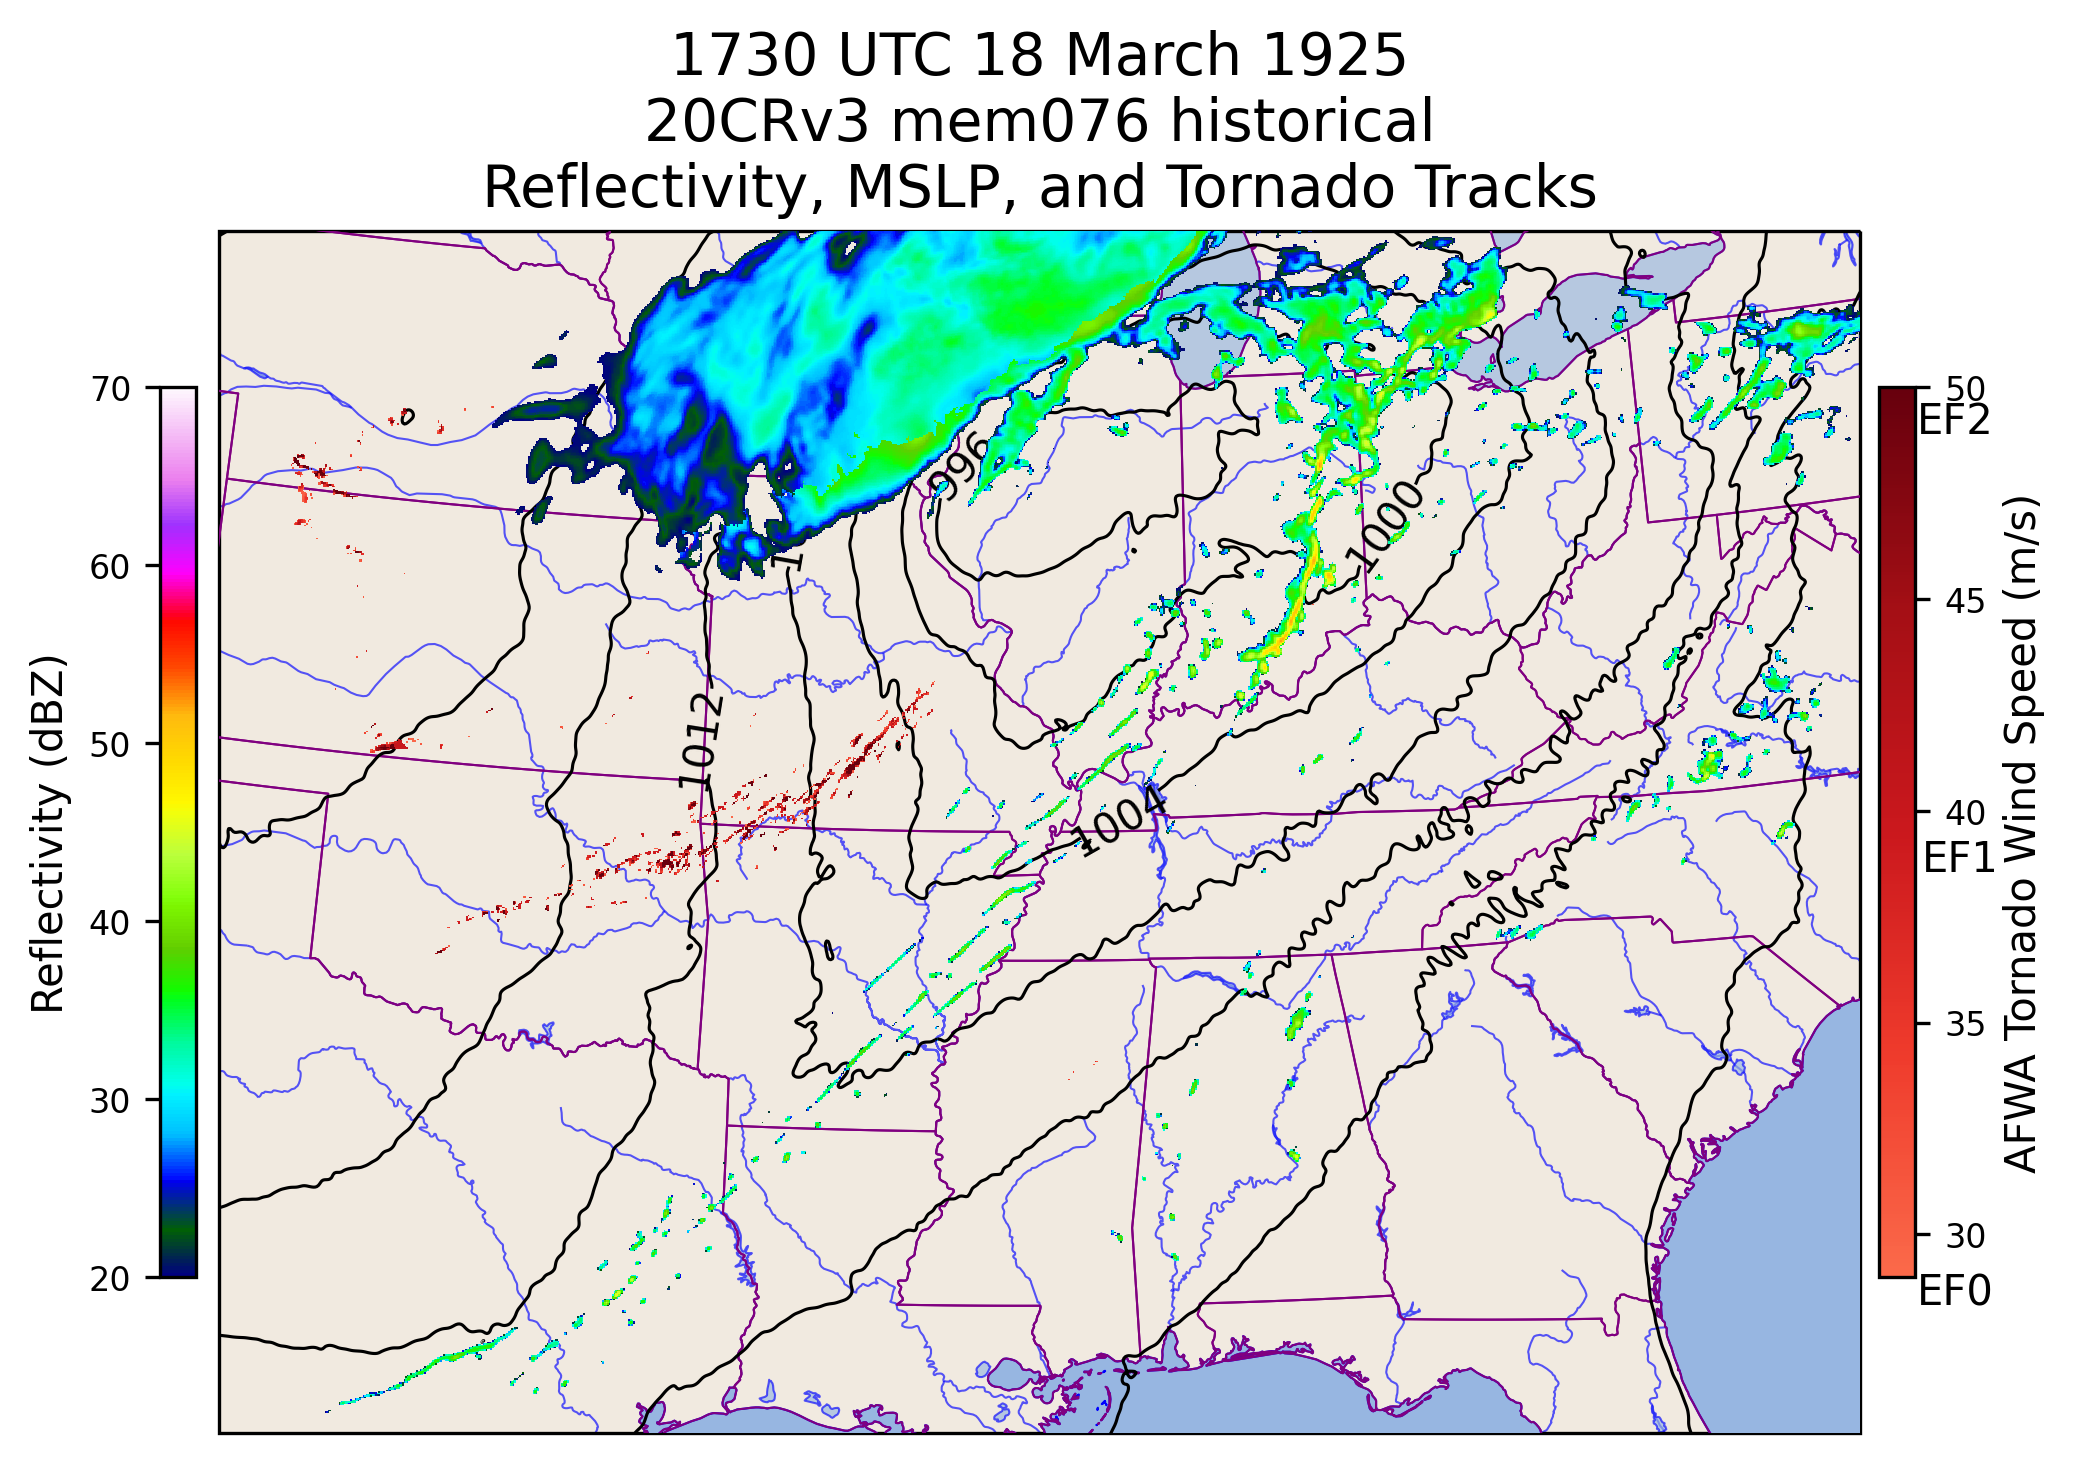 1730 UTC 18 March 1925
20CRv3 mem076 historical
Reflectivity, MSLP, and Tornado Tracks
70
60
50
40
30
20
Reflectivity (dBZ)
996
1000
1012
1004
1
50
EF2
45
40
EF1
35
30
EF0
AFWA Tornado Wind Speed (m/s)